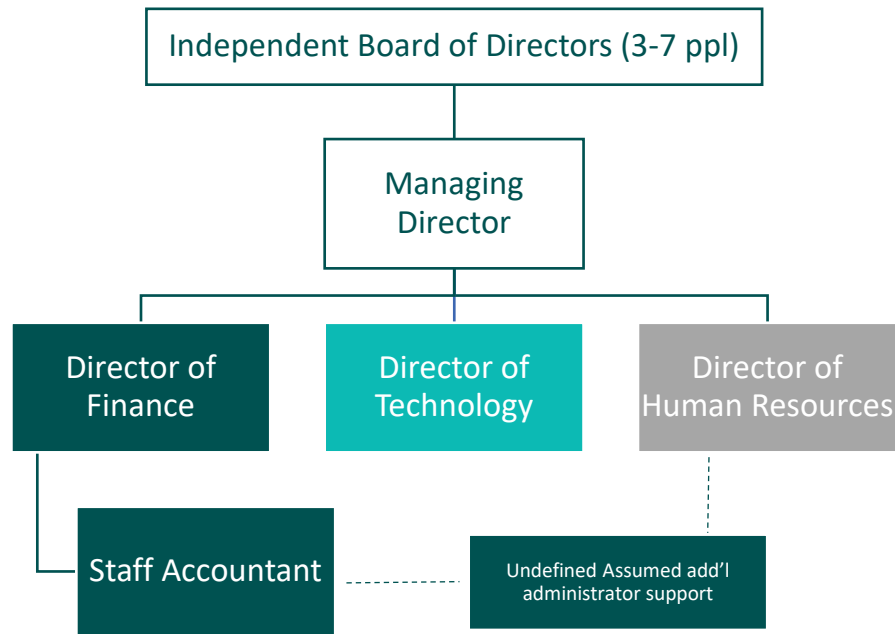 Independent Board of Directors (3-7 ppl)
Managing
Director
Director of
Finance
Director of
Technology
Director of
Human Resources
Staff Accountant
Undefined Assumed add’l
administrator support